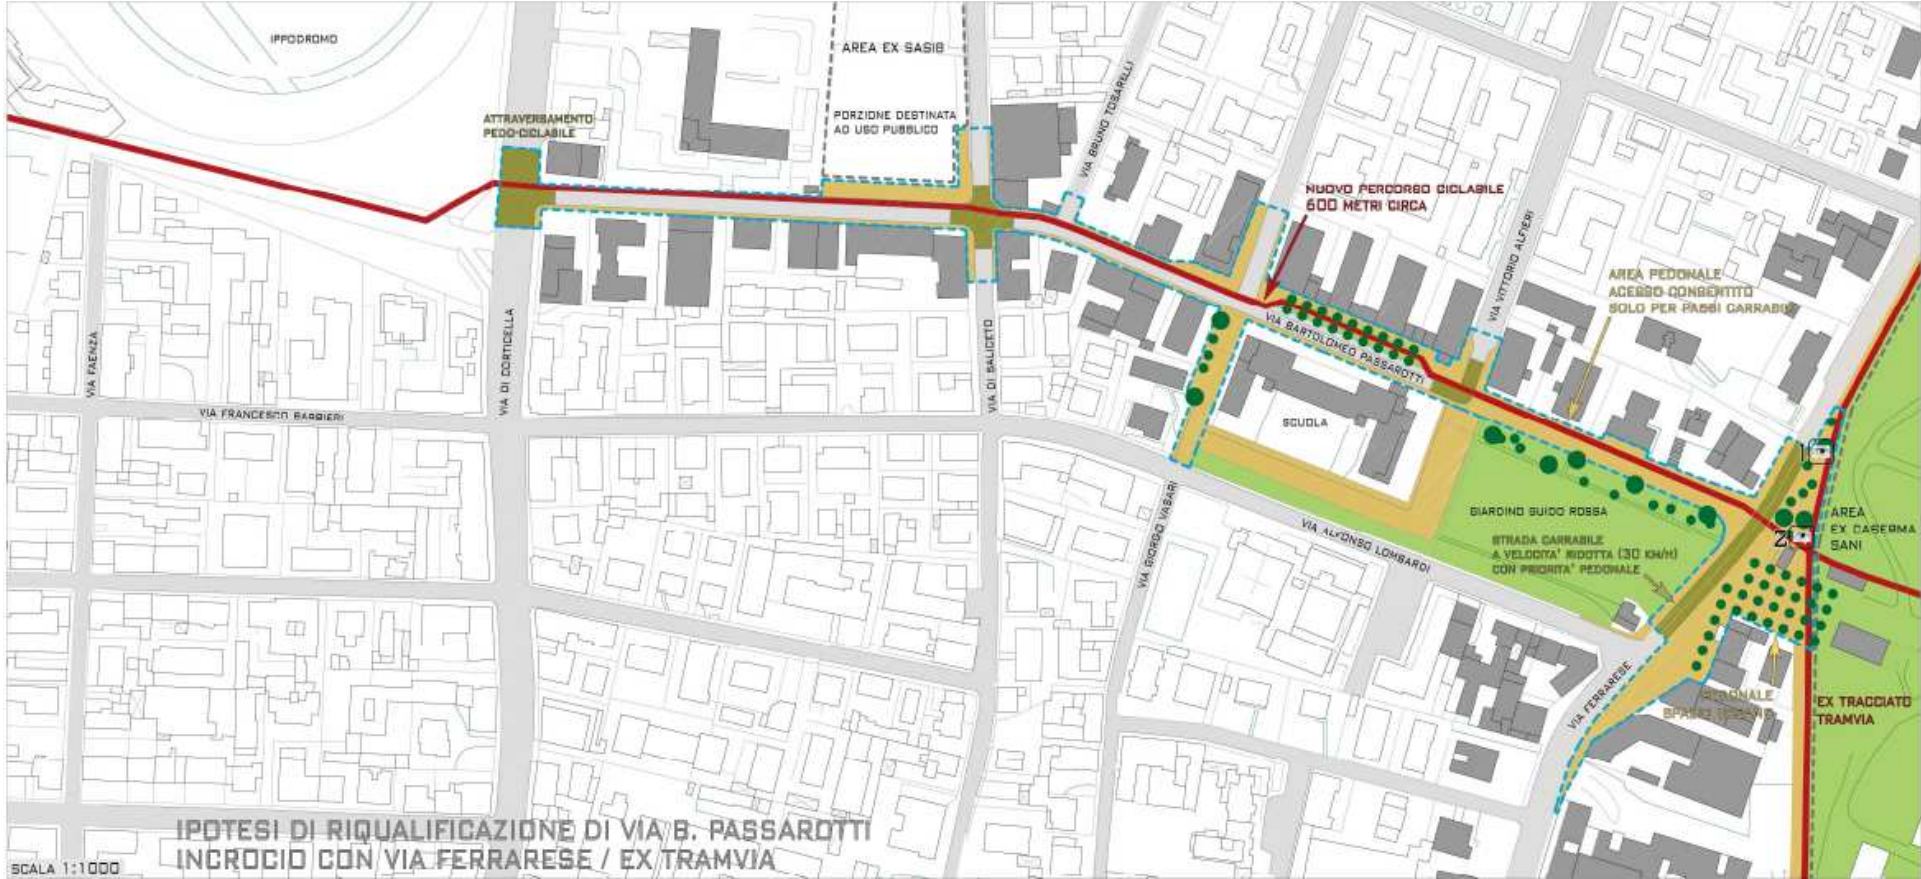 IPPODROMO
AREA EX SASIB
ATTRAVERSAMENTO
PEDO-CICLABILE
PORZIONE DESTINATA
AD USO PUBBLICO
VIA BRUNO TOSARELLI
NUOVO PERCORSO CICLABILE
600 METRI CIRCA
VIA VITTORIO ALFIERI
AREA PEDONALE
ACESSO CONSENTITO
SOLO PER PASSI CARRABILI
VIA FAENZA
VIA DI CORTICELLA
VIA DI SALICETO
VIA BARTOLOMEO PASSAROTTI
VIA FRANCESCO BARBIERI
SCUOLA
1
GIARDINO GUIDO ROSSA
AREA
EX CASERMA
SANI
VIA GIORGIO VASARI
VIA ALFONSO LOMBARDI
STRADA CARRABILE
A VELOCITA' RIDOTTA (30 KM/H)
CON PRIORITA' PEDONALE
2
VIA FERRARESE
EX TRACCIATO
TRAMVIA
IPOTESI DI RIQUALIFICAZIONE DI VIA B. PASSAROTTI
INCROCIO CON VIA FERRARESE / EX TRAMVIA
SCALA 1:1000